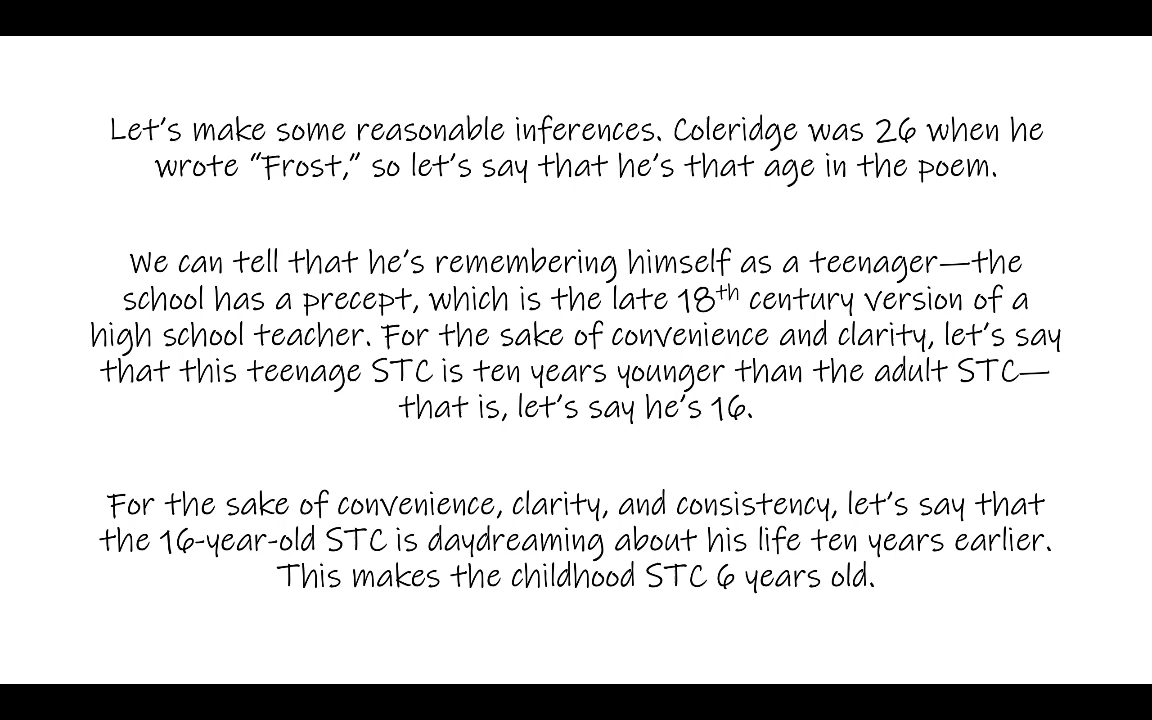 Let's make some reasonable inferences. Coleridge was 26 when he
wrote "Frost," so let's say that he's that age in the poem.
We can tell that he's remembering himself as a teenager—the
school has a precept, which is the late 18th century version of a
high school teacher. For the sake of convenience and clarity, let's say
that this teenage STC is ten years younger than the adult STC—
that is, let's say he's 16.
For the sake of convenience, clarity, and consistency, let's say that
the 16-year-old STC is daydreaming about his life ten years earlier.
This makes the childhood STC 6 years old.